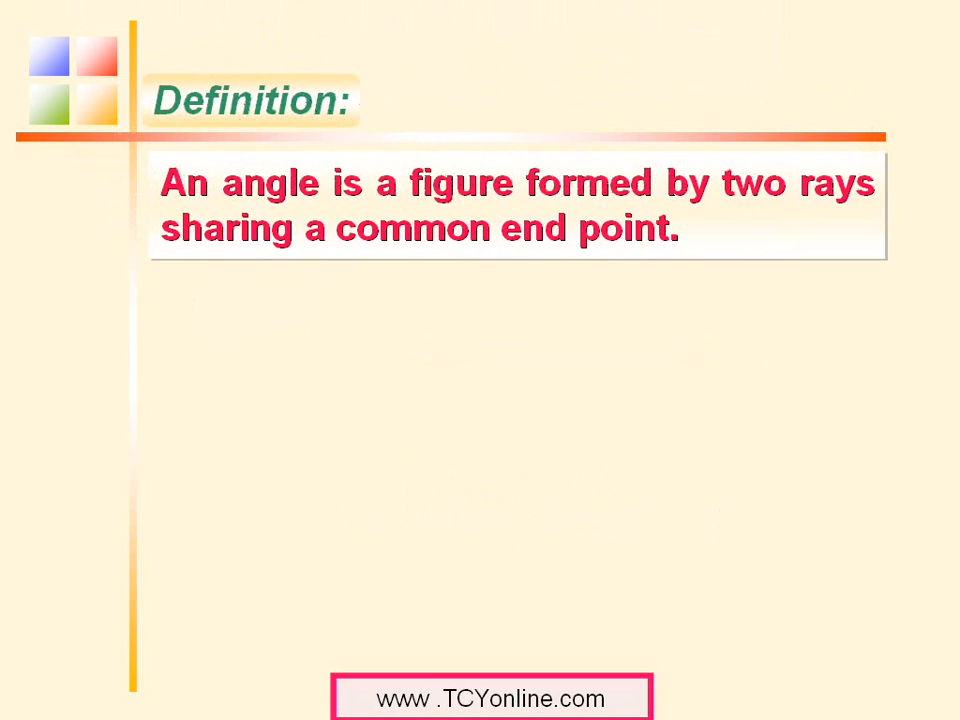 Definition:
An angle is a figure formed by two rays
sharing a common end point.
www .TCYonline.com